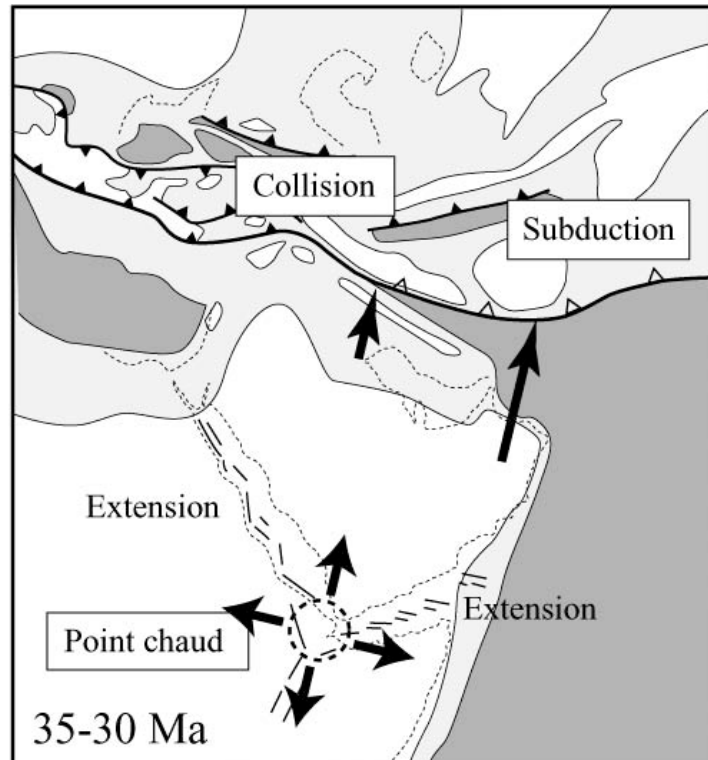 Collision
Subduction
Extension
Extension
Point chaud
35-30 Ma